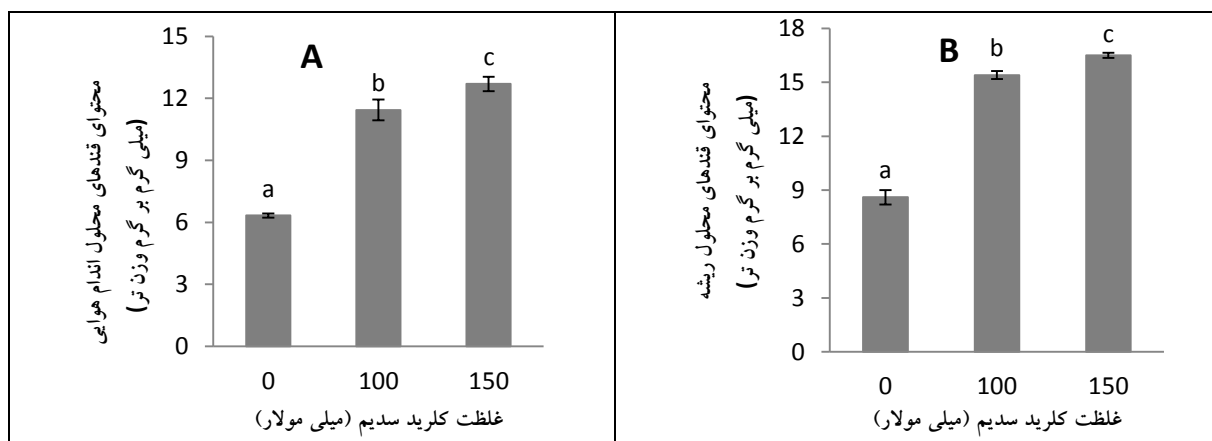 A
محتوای قندهای محلول اندام هوایی
(میلی گرم بر گرم وزن تر)
15
12
9
6
3
0
a
b
c
0 100 150
غلظت کلرید سدیم (میلی مولار)
B
محتوای قندهای محلول ریشه
(میلی گرم بر گرم وزن تر)
18
15
12
9
6
3
0
a
b
c
0 100 150
غلظت کلرید سدیم (میلی مولار)